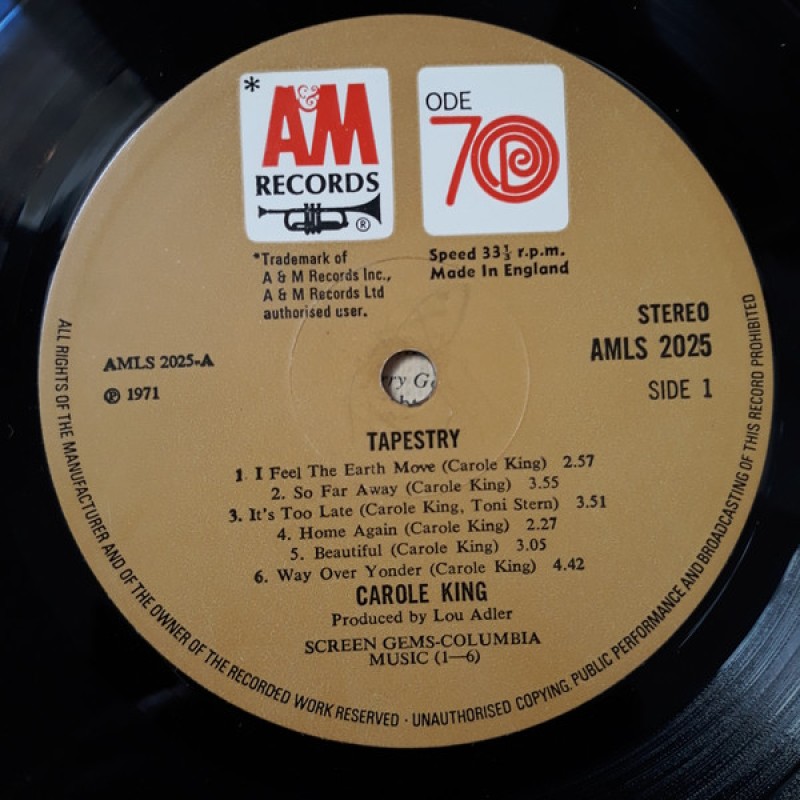 *
A&M
RECORDS
®
ODE
70
*Trademark of
A & M Records Inc.,
A & M Records Ltd
authorised user.
Speed 33⅓ r.p.m.
Made In England
STEREO
AMLS 2025
SIDE 1
AMLS 2025-A
℗ 1971
TAPESTRY
1. I Feel The Earth Move (Carole King) 2.57
2. So Far Away (Carole King) 3.55
3. It's Too Late (Carole King, Toni Stern) 3.51
4. Home Again (Carole King) 2.27
5. Beautiful (Carole King) 3.05
6. Way Over Yonder (Carole King) 4.42
CAROLE KING
Produced by Lou Adler
SCREEN GEMS-COLUMBIA
MUSIC (1—6)
ALL RIGHTS OF THE MANUFACTURER AND OF THE OWNER OF THE RECORDED WORK RESERVED · UNAUTHORISED COPYING, PUBLIC PERFORMANCE AND BROADCASTING OF THIS RECORD PROHIBITED